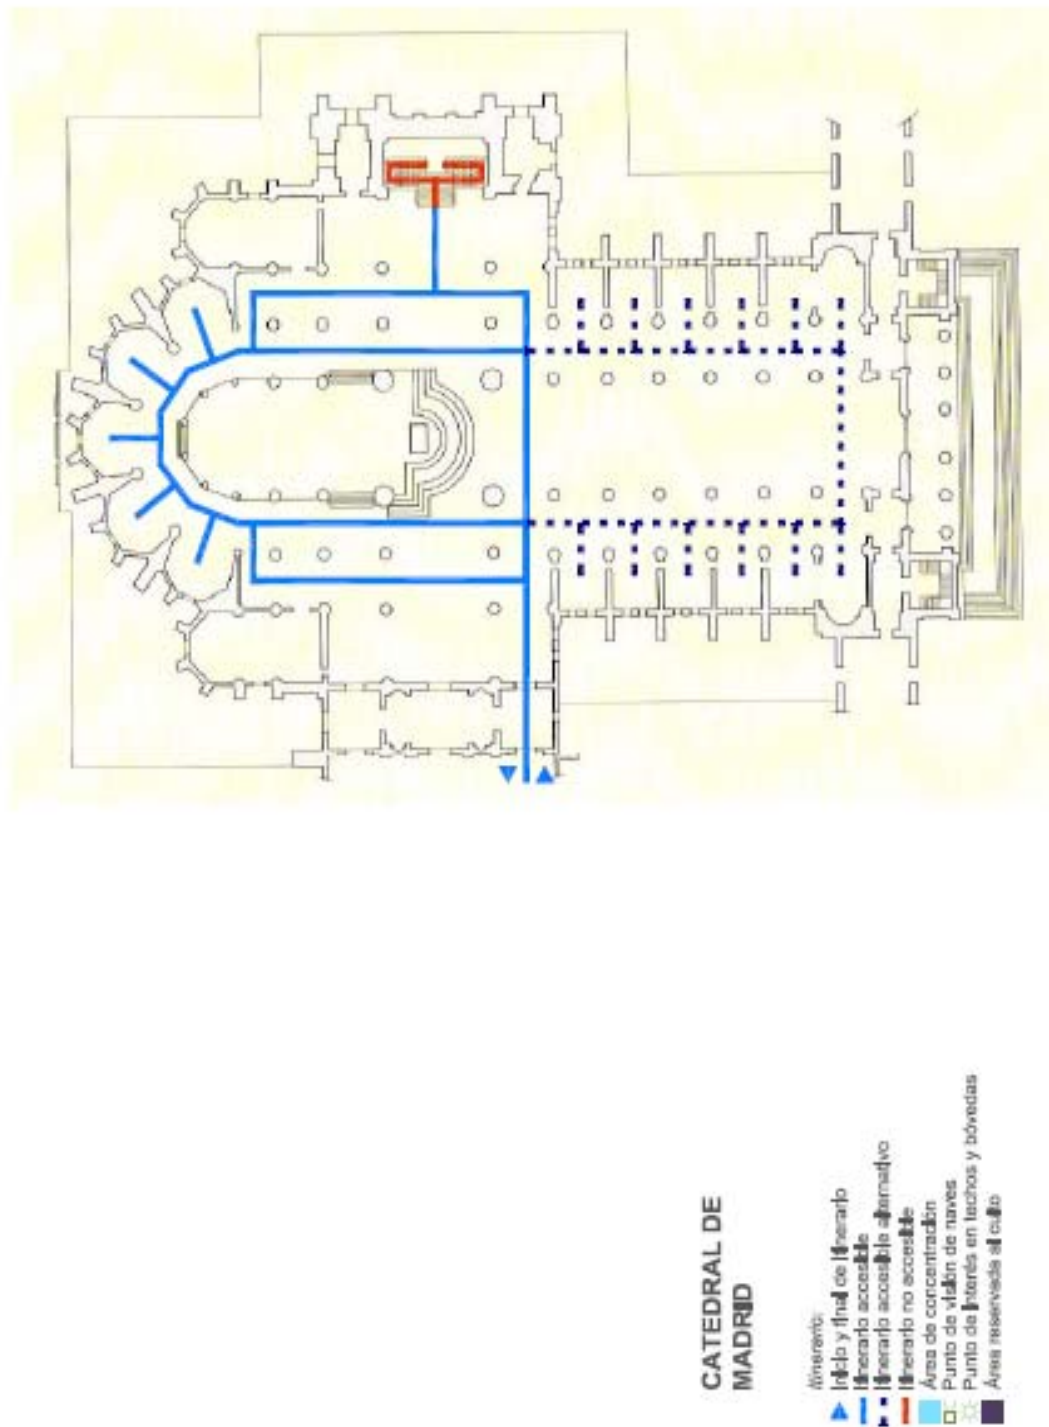 CATEDRAL DE
MADRID
Itinerario:
Inicio y final de itinerario
Itinerario accesible
Itinerario accesible alternativo
Itinerario no accesible
Área de concentración
Punto de visión de naves
Punto de interés en techos y bóvedas
Área reservada al culto